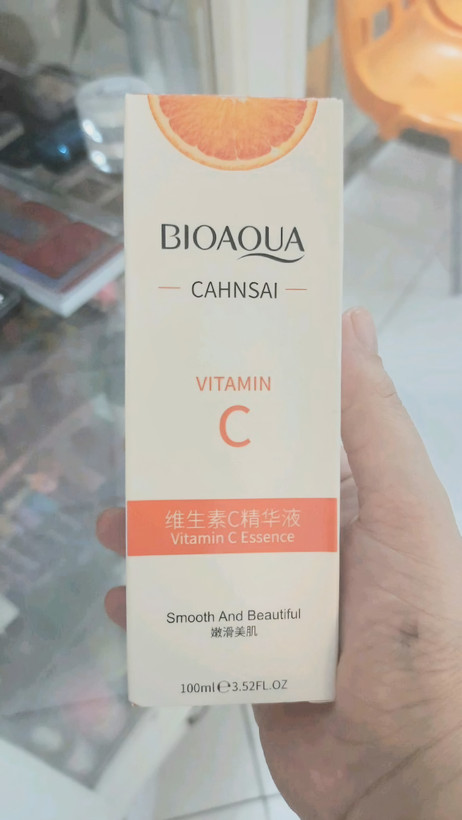 BIOAQUA
CAHNSAI
VITAMIN
C
维生素C精华液
Vitamin C Essence
Smooth And Beautiful
嫩滑美肌
100ml℮3.52FL.OZ